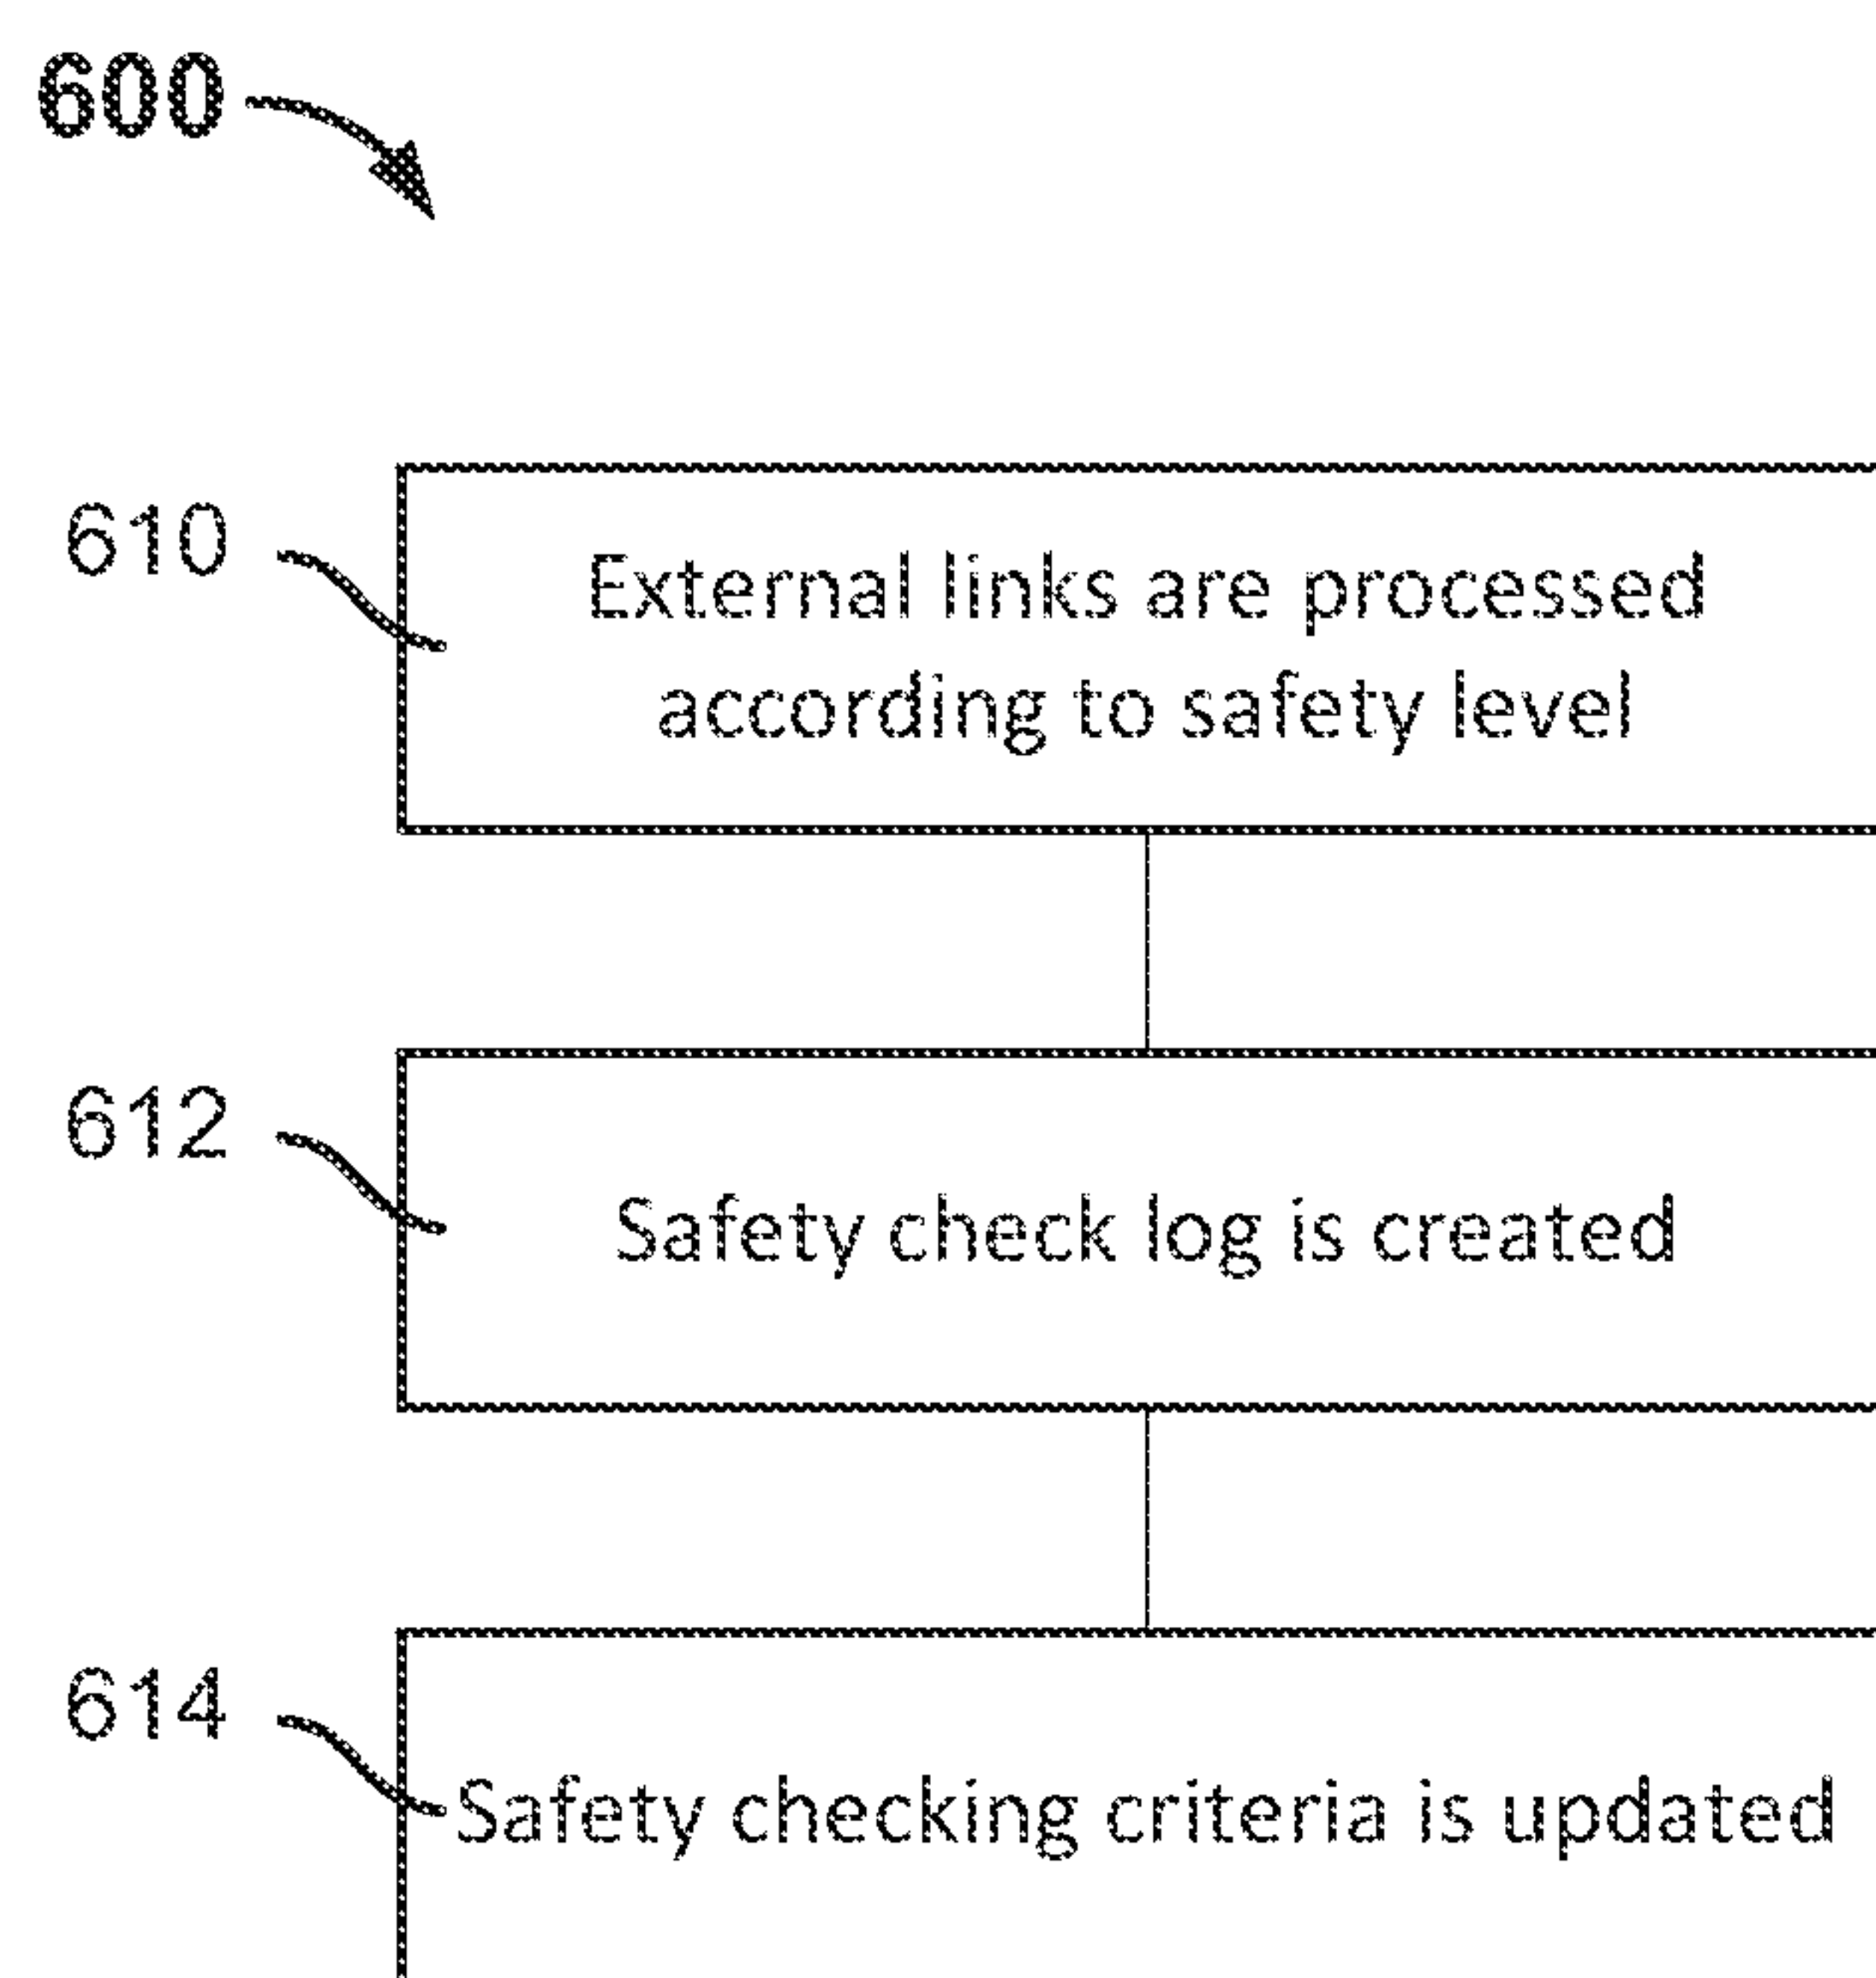 600
610
External links are processed
according to safety level
612
Safety check log is created
614
Safety checking criteria is updated